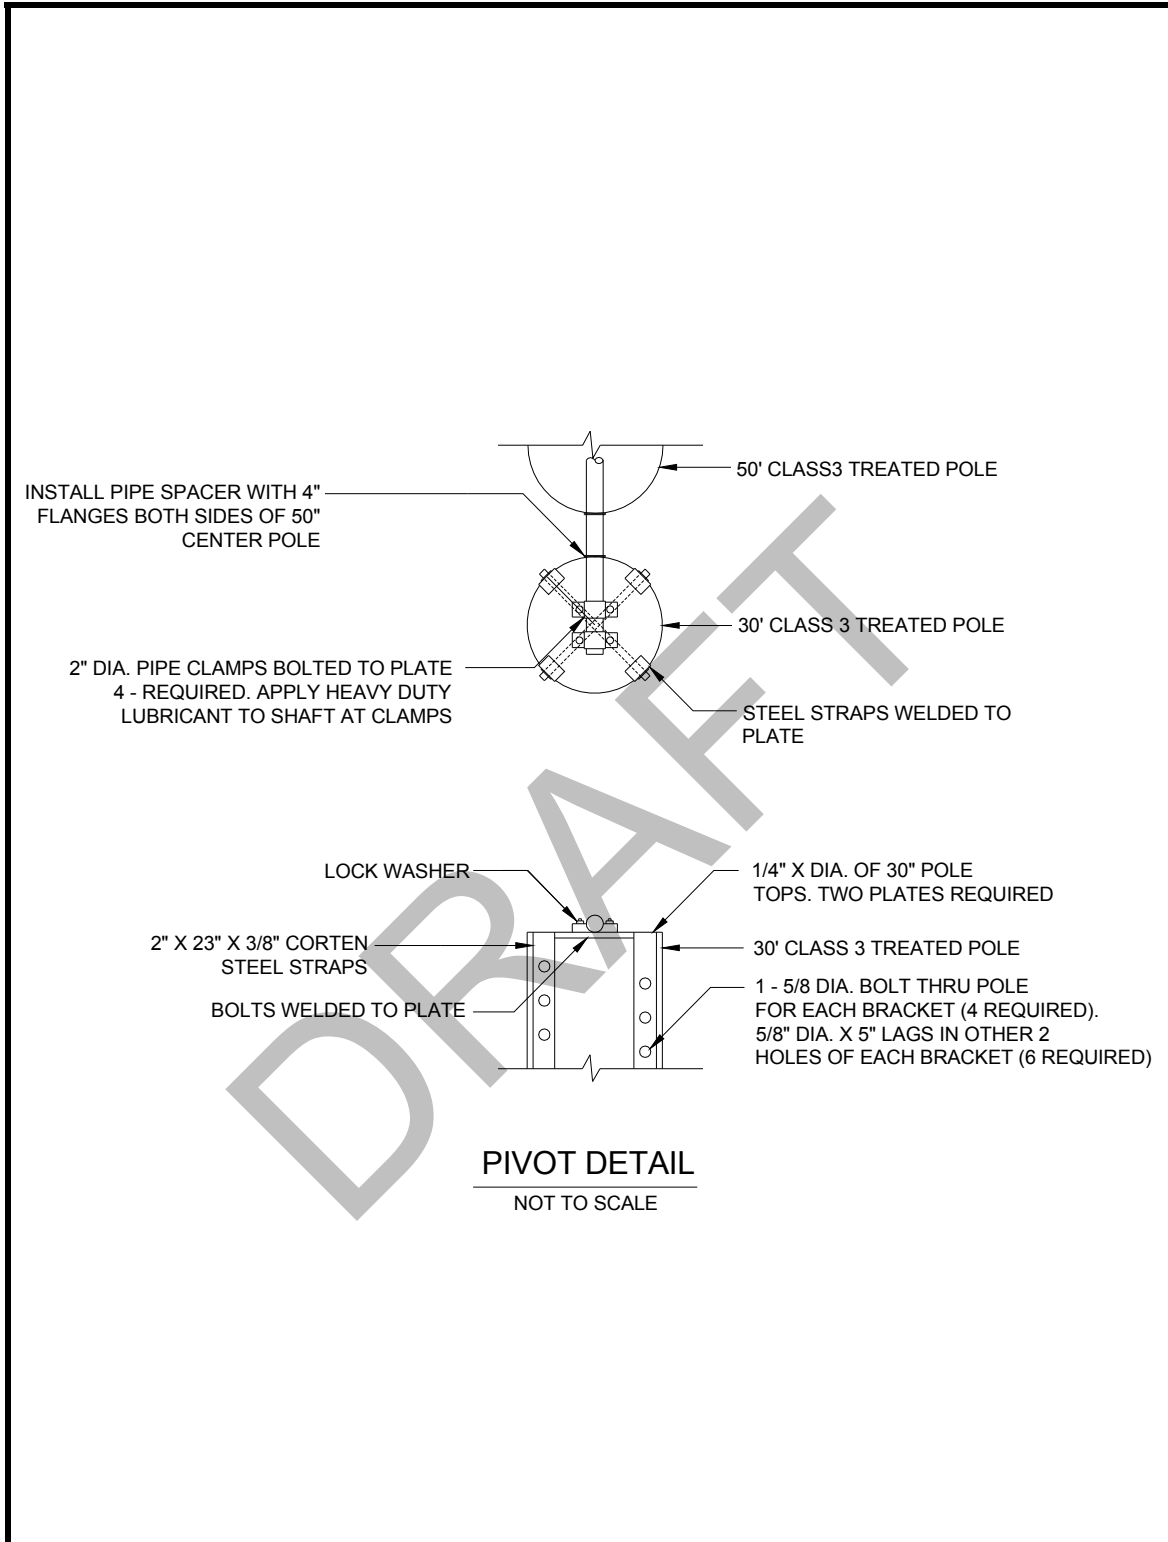 50' CLASS3 TREATED POLE
INSTALL PIPE SPACER WITH 4"
FLANGES BOTH SIDES OF 50"
CENTER POLE
30' CLASS 3 TREATED POLE
2" DIA. PIPE CLAMPS BOLTED TO PLATE
4 - REQUIRED. APPLY HEAVY DUTY
LUBRICANT TO SHAFT AT CLAMPS
STEEL STRAPS WELDED TO
PLATE
DRAFT
LOCK WASHER
1/4" X DIA. OF 30" POLE
TOPS. TWO PLATES REQUIRED
2" X 23" X 3/8" CORTEN
STEEL STRAPS
30' CLASS 3 TREATED POLE
BOLTS WELDED TO PLATE
1 - 5/8 DIA. BOLT THRU POLE
FOR EACH BRACKET (4 REQUIRED).
5/8" DIA. X 5" LAGS IN OTHER 2
HOLES OF EACH BRACKET (6 REQUIRED)
PIVOT DETAIL
NOT TO SCALE